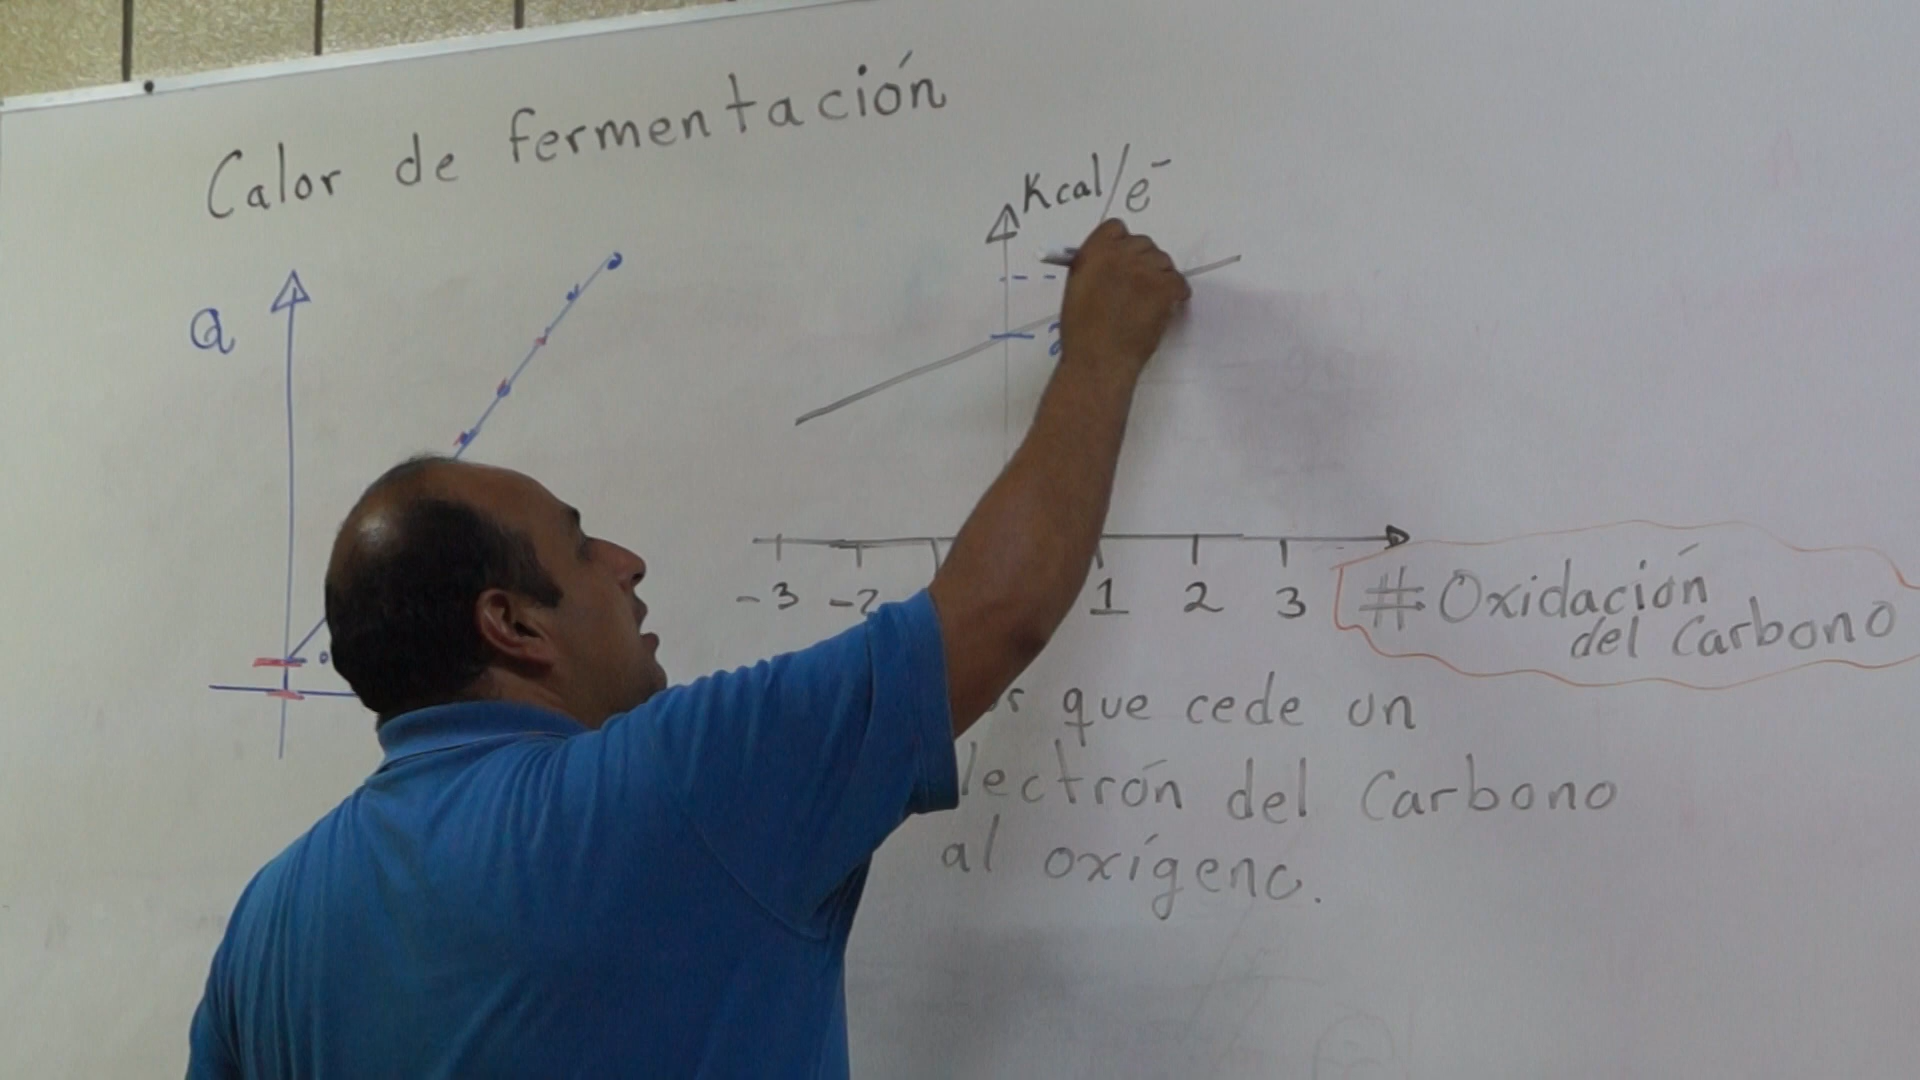 Calor de fermentación
Kcal/e-
Q
-3 -2 1 2 3
# Oxidación
del Carbono
que cede un
del Carbono
al oxígeno.